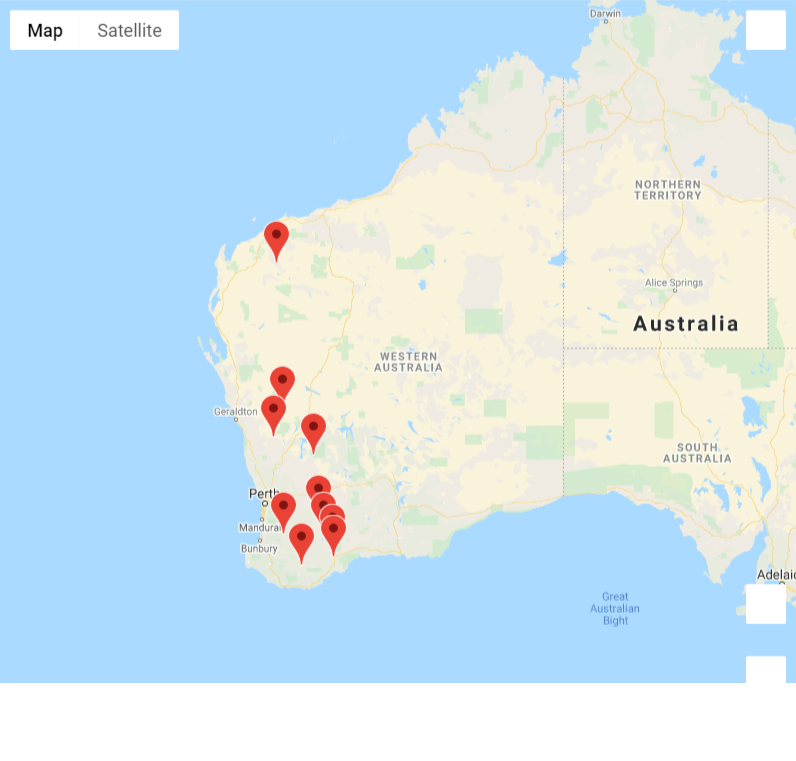 Map Satellite
Darwin
NORTHERN
TERRITORY
Alice Springs
Australia
WESTERN
AUSTRALIA
Geraldton
SOUTH
AUSTRALIA
Perth
Mandura
Bunbury
Adelaid
Great
Australian
Bight